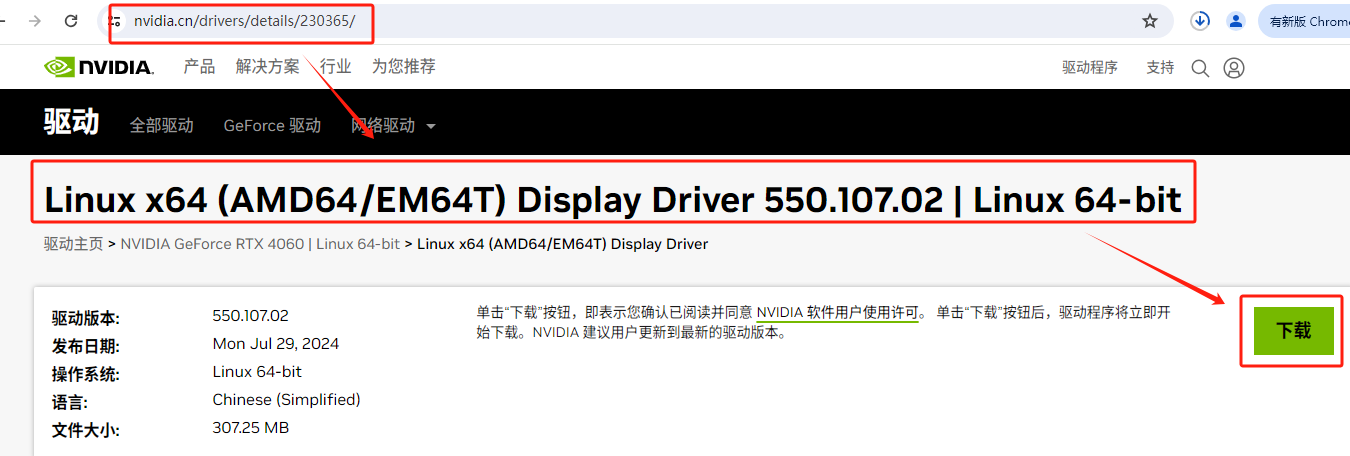 nvidia.cn/drivers/details/230365/
有新版 Chrome
NVIDIA. 产品 解决方案 行业 为您推荐 驱动程序 支持
驱动 全部驱动 GeForce 驱动 网络驱动
Linux x64 (AMD64/EM64T) Display Driver 550.107.02 | Linux 64-bit
驱动主页 > NVIDIA GeForce RTX 4060 | Linux 64-bit > Linux x64 (AMD64/EM64T) Display Driver
驱动版本: 550.107.02
发布日期: Mon Jul 29, 2024
操作系统: Linux 64-bit
语言: Chinese (Simplified)
文件大小: 307.25 MB
单击“下载”按钮，即表示您确认已阅读并同意 NVIDIA 软件用户使用许可。 单击“下载”按钮后，驱动程序将立即开
始下载。NVIDIA 建议用户更新到最新的驱动版本。
下载